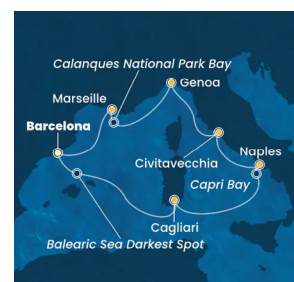 Calanques National Park Bay
Genoa
Marseille
Barcelona
Civitavecchia
Naples
Capri Bay
Cagliari
Balearic Sea Darkest Spot